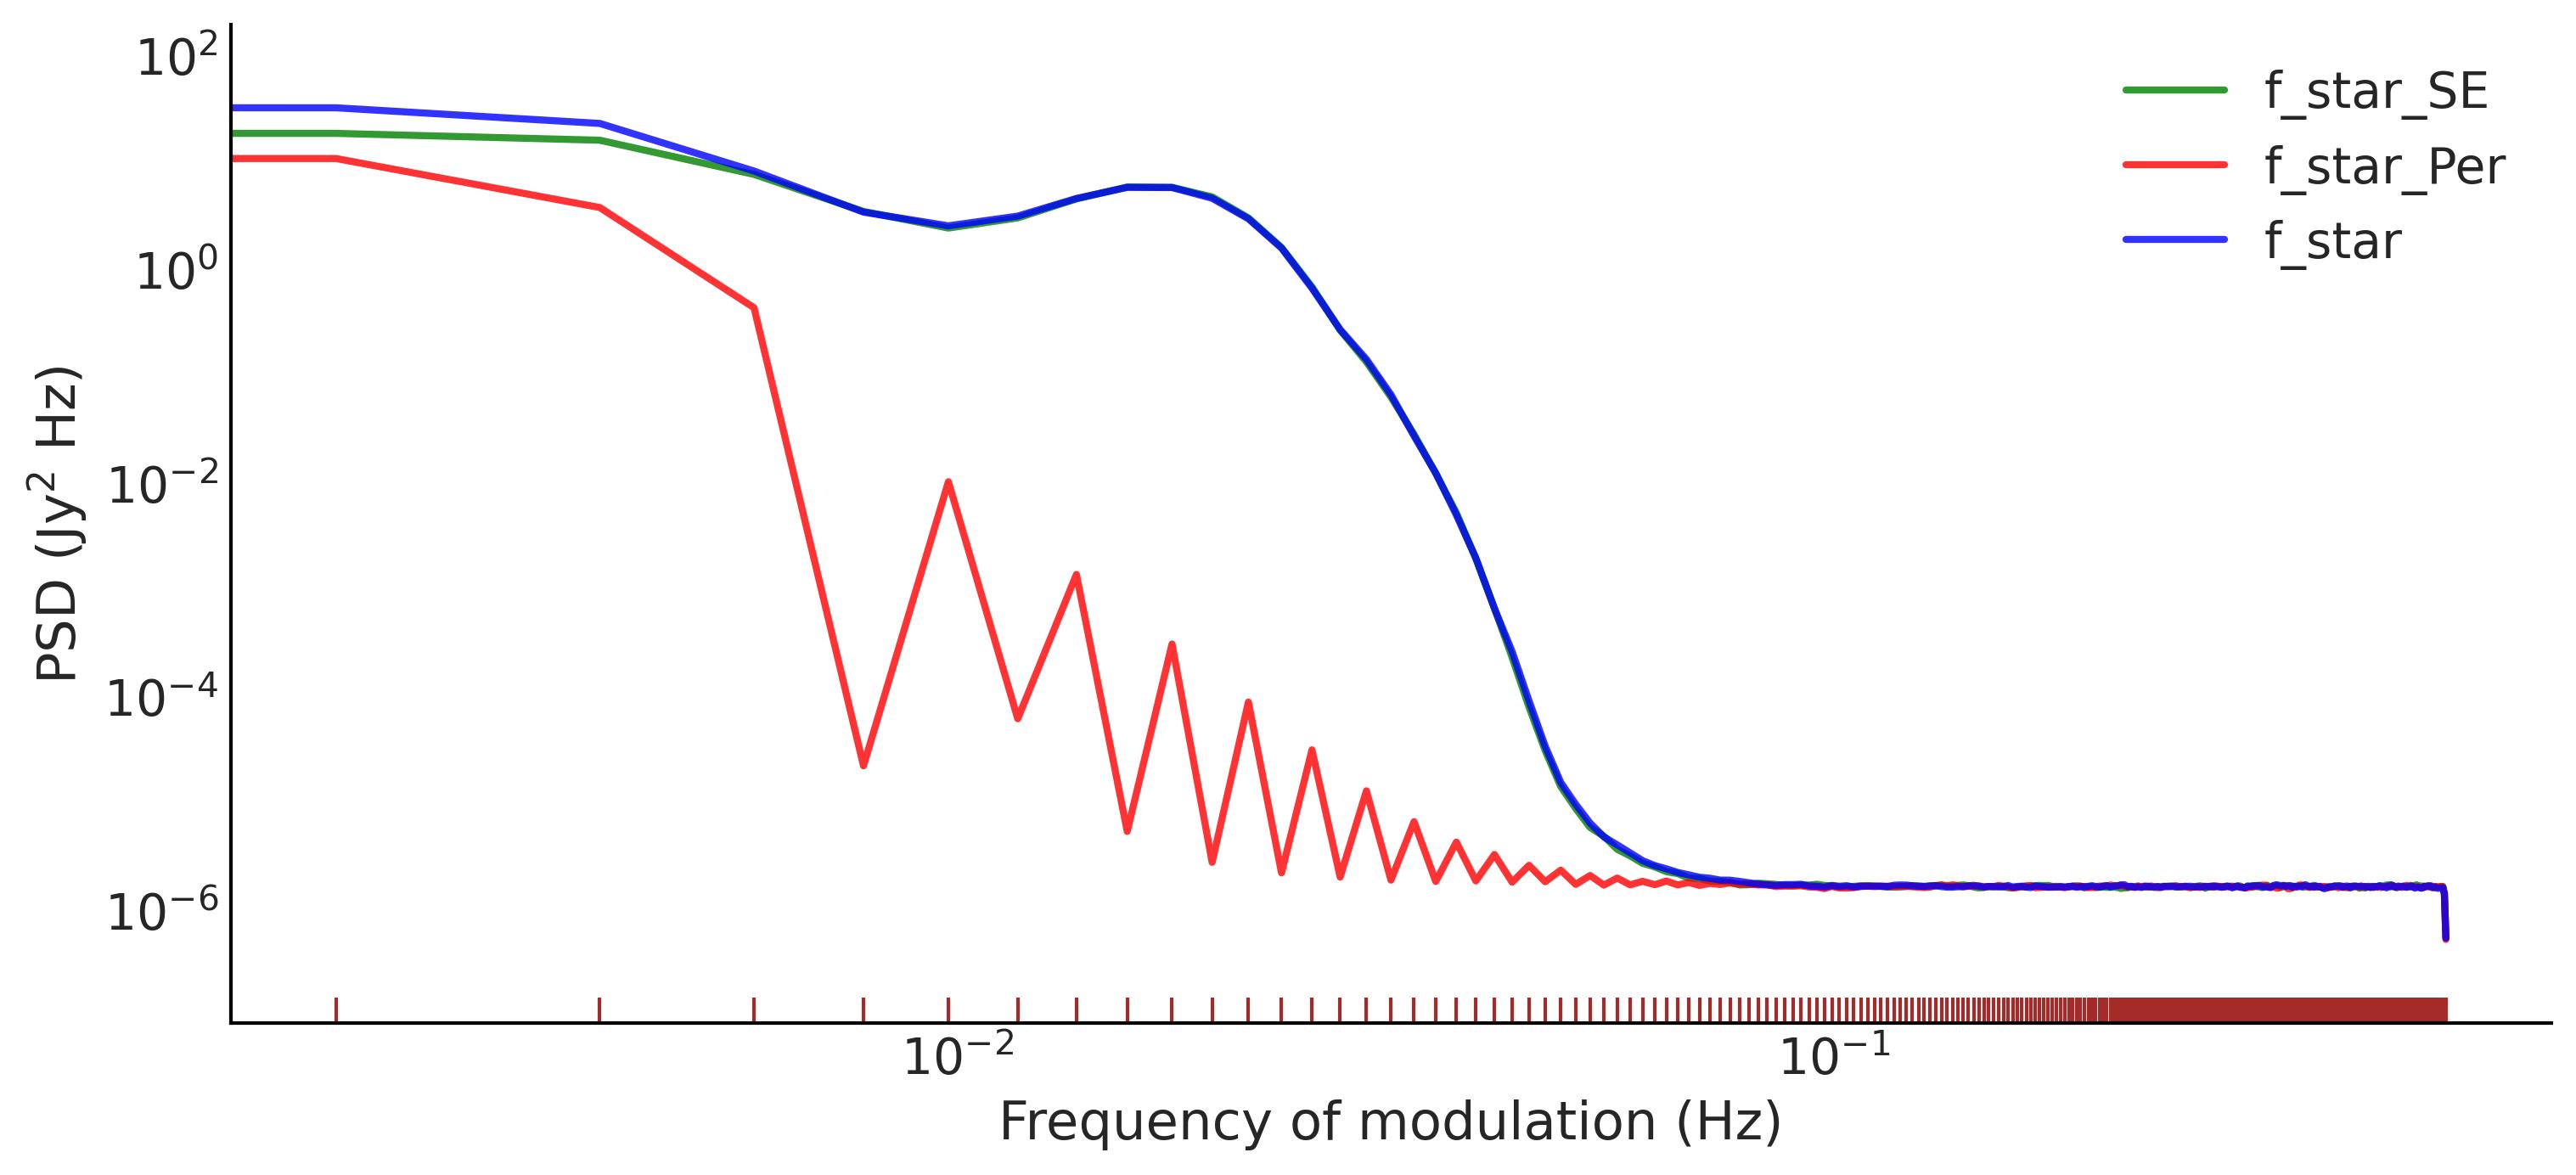 10²
10⁰
10⁻²
10⁻⁴
10⁻⁶
PSD (Jy² Hz)
f_star_SE
f_star_Per
f_star
10⁻² 10⁻¹
Frequency of modulation (Hz)